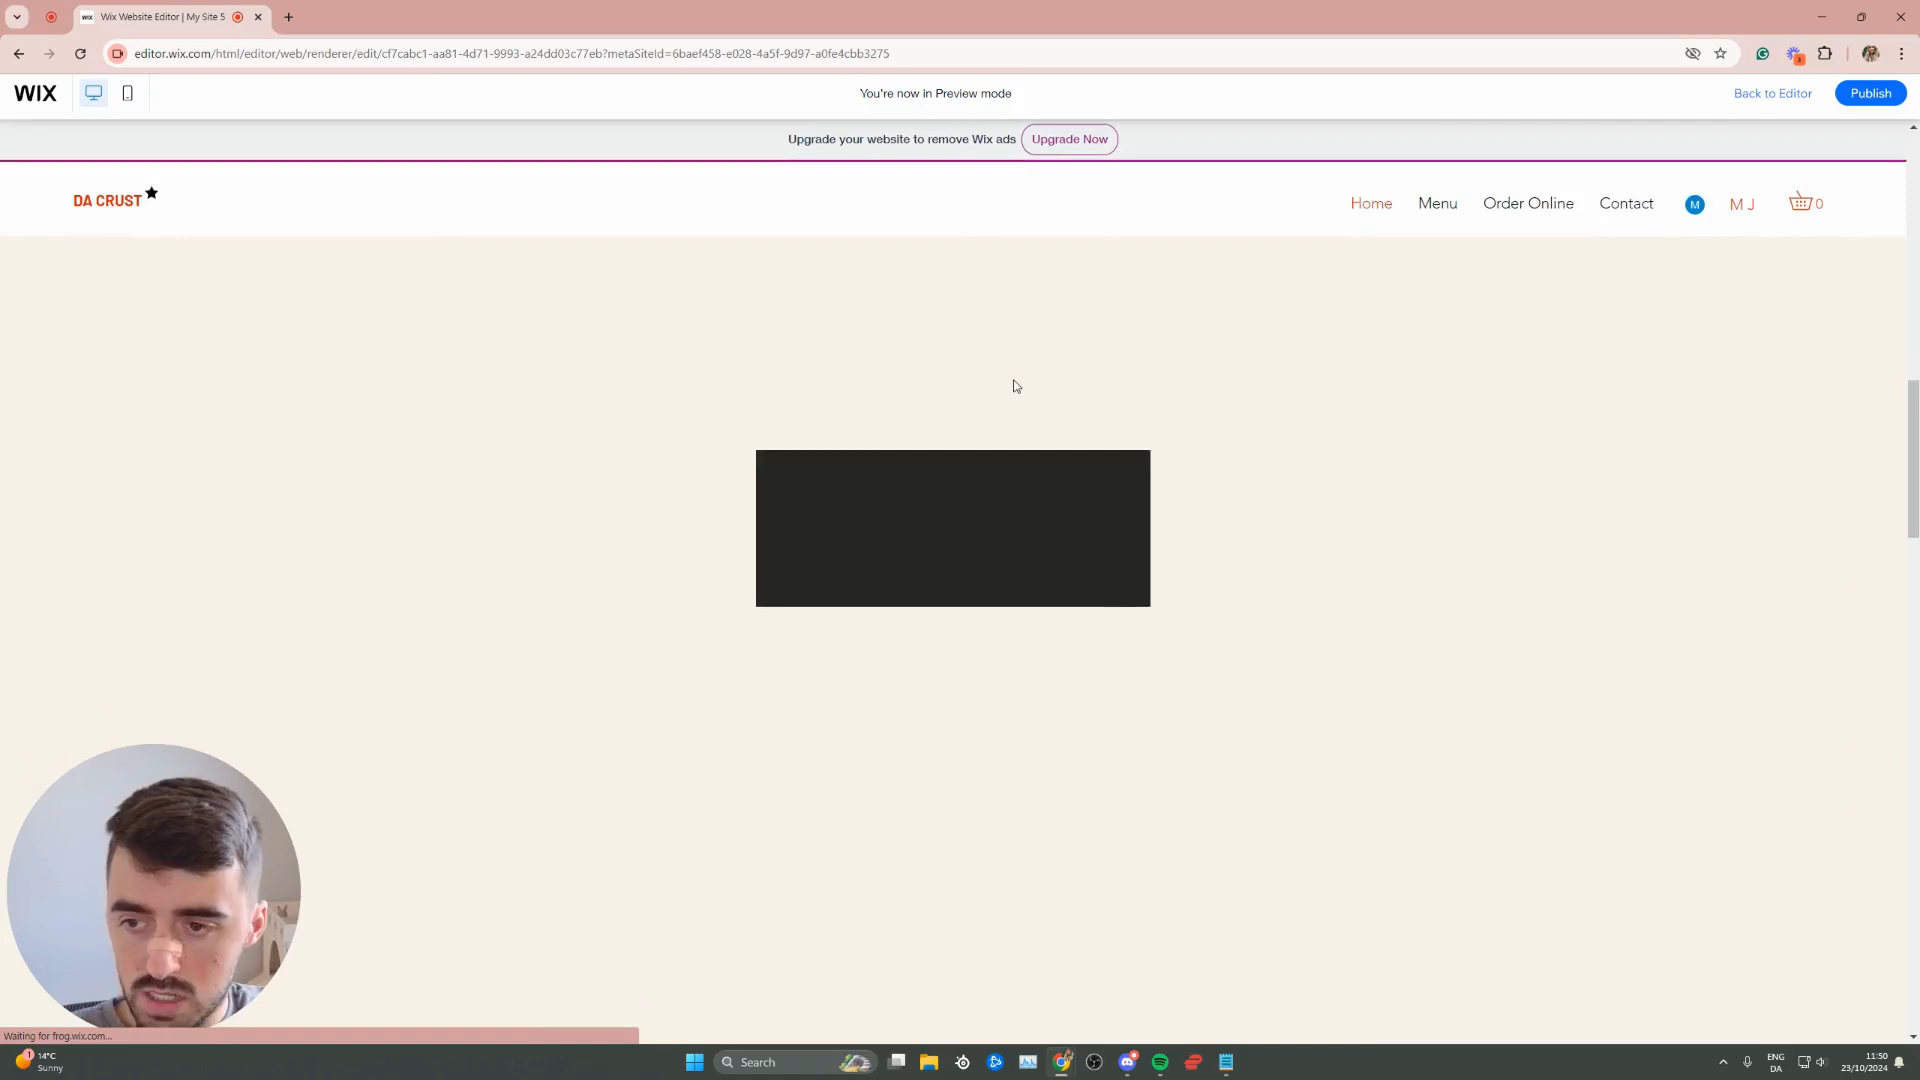 Wix Website Editor | My Site 5
editor.wix.com/html/editor/web/renderer/edit/cf7cabc1-aa81-4d71-9993-a24dd03c77eb?metaSiteId=6baef458-e028-4a5f-9d97-a0fe4cbb3275
WIX
You're now in Preview mode
Back to Editor
Publish
Upgrade your website to remove Wix ads
Upgrade Now
DA CRUST
Home
Menu
Order Online
Contact
M
M J
0
Waiting for frog.wix.com...
1
14°C
Sunny
Search
ENG
DA
11:50
23/10/2024